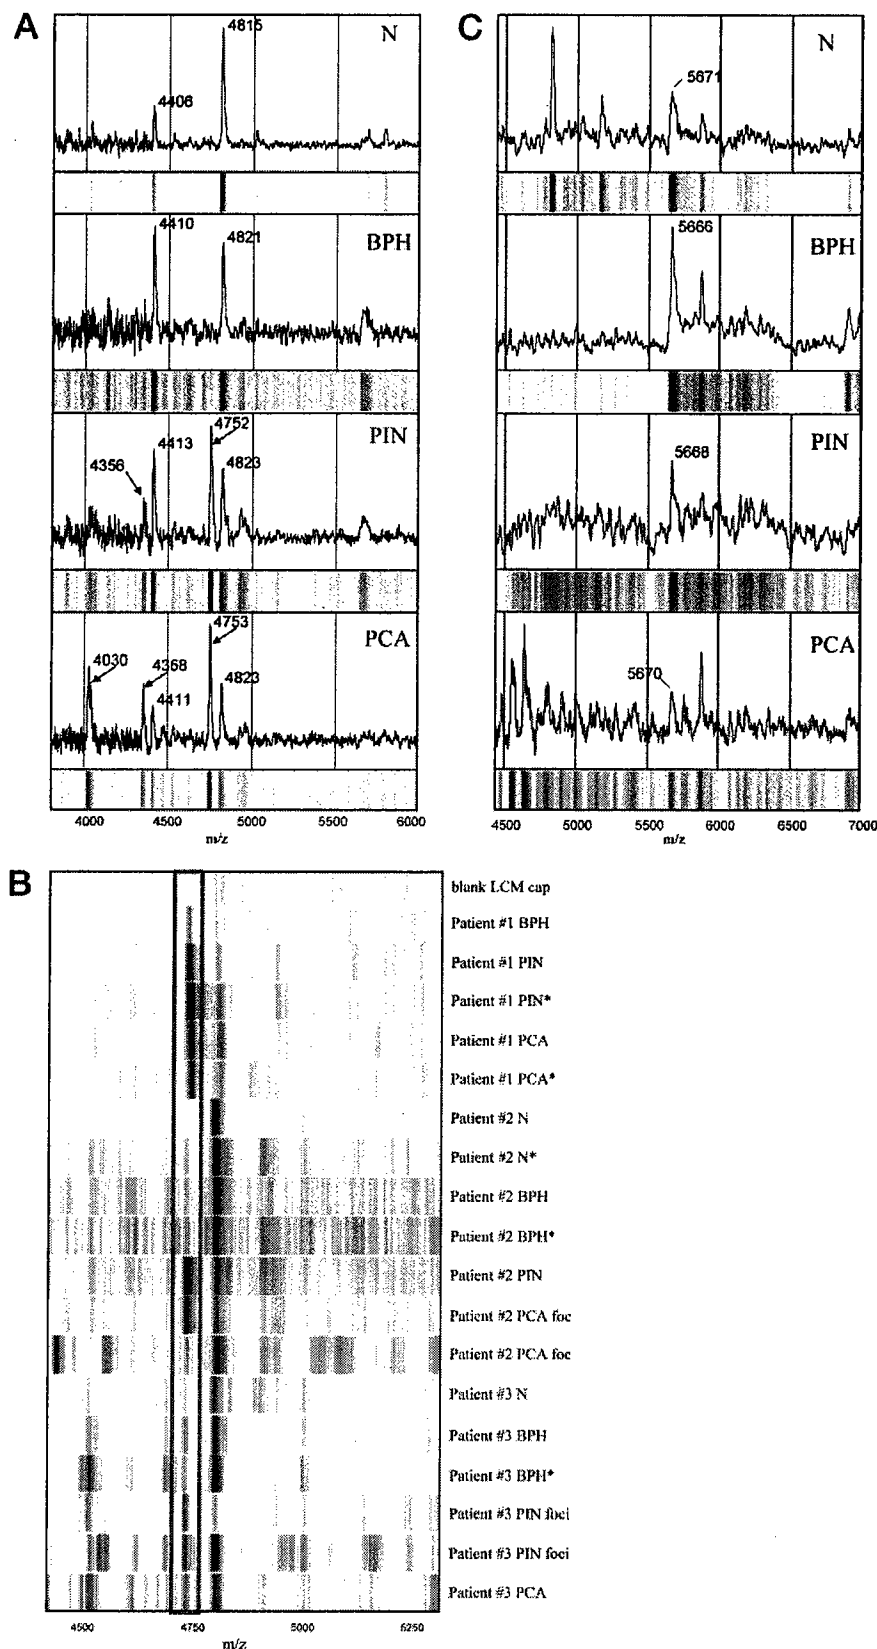 A
N
4815
4406
BPH
4410
4821
PIN
4752
4413
4356
4823
PCA
4753
4030
4368
4823
4411
4000 4500 5000 5500 6000
m/z
C
N
5671
BPH
5666
PIN
5668
PCA
5670
4500 5000 5500 6000 6500 7000
m/z
B
blank LCM cap
Patient #1 BPH
Patient #1 PIN
Patient #1 PIN*
Patient #1 PCA
Patient #1 PCA*
Patient #2 N
Patient #2 N*
Patient #2 BPH
Patient #2 BPH*
Patient #2 PIN
Patient #2 PCA foc
Patient #2 PCA foc
Patient #3 N
Patient #3 BPH
Patient #3 BPH*
Patient #3 PIN foci
Patient #3 PIN foci
Patient #3 PCA
4500 4750 5000 6250
m/z